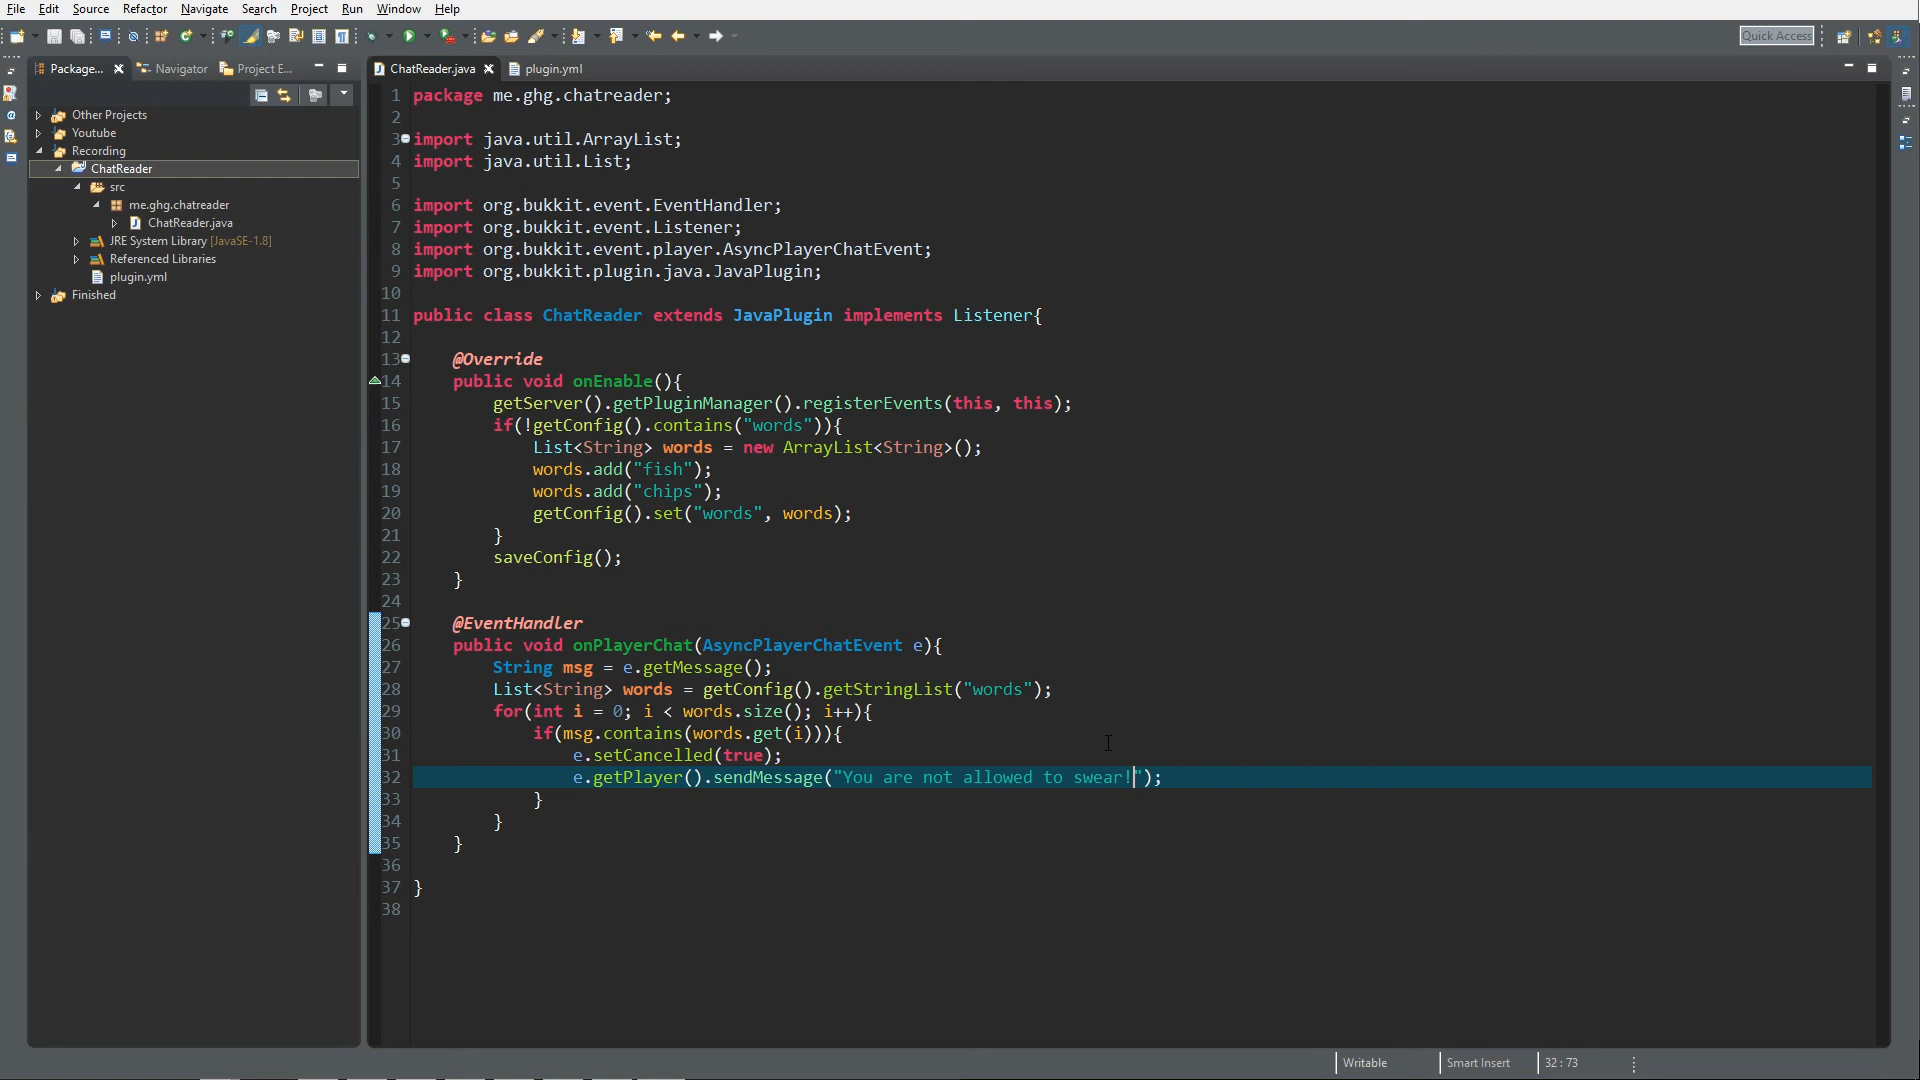 File Edit Source Refactor Navigate Search Project Run Window Help
Quick Access
Package... Navigator Project E...
ChatReader.java plugin.yml
Other Projects
Youtube
Recording
ChatReader
src
me.ghg.chatreader
ChatReader.java
JRE System Library [JavaSE-1.8]
Referenced Libraries
plugin.yml
Finished
1 package me.ghg.chatreader;
2
3 import java.util.ArrayList;
4 import java.util.List;
5
6 import org.bukkit.event.EventHandler;
7 import org.bukkit.event.Listener;
8 import org.bukkit.event.player.AsyncPlayerChatEvent;
9 import org.bukkit.plugin.java.JavaPlugin;
10
11 public class ChatReader extends JavaPlugin implements Listener{
12
13 @Override
14 public void onEnable(){
15 getServer().getPluginManager().registerEvents(this, this);
16 if(!getConfig().contains("words")){
17 List<String> words = new ArrayList<String>();
18 words.add("fish");
19 words.add("chips");
20 getConfig().set("words", words);
21 }
22 saveConfig();
23 }
24
25 @EventHandler
26 public void onPlayerChat(AsyncPlayerChatEvent e){
27 String msg = e.getMessage();
28 List<String> words = getConfig().getStringList("words");
29 for(int i = 0; i < words.size(); i++){
30 if(msg.contains(words.get(i))){
31 e.setCancelled(true);
32 e.getPlayer().sendMessage("You are not allowed to swear!");
33 }
34 }
35 }
36
37 }
38
Writable Smart Insert 32 : 73